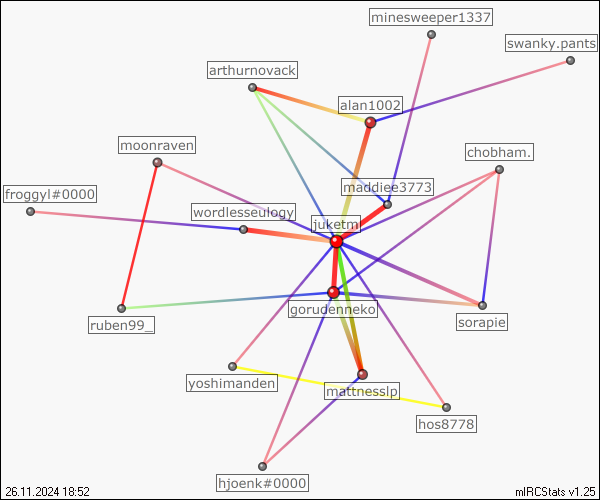 minesweeper1337
swanky.pants
arthurnovack
alan1002
moonraven
chobham.
froggyl#0000
maddiee3773
wordlesseulogy
juketm
gorudenneko
ruben99_
sorapie
yoshimanden
mattnesslp
hos8778
hjoenk#0000
26.11.2024 18:52
mIRCStats v1.25